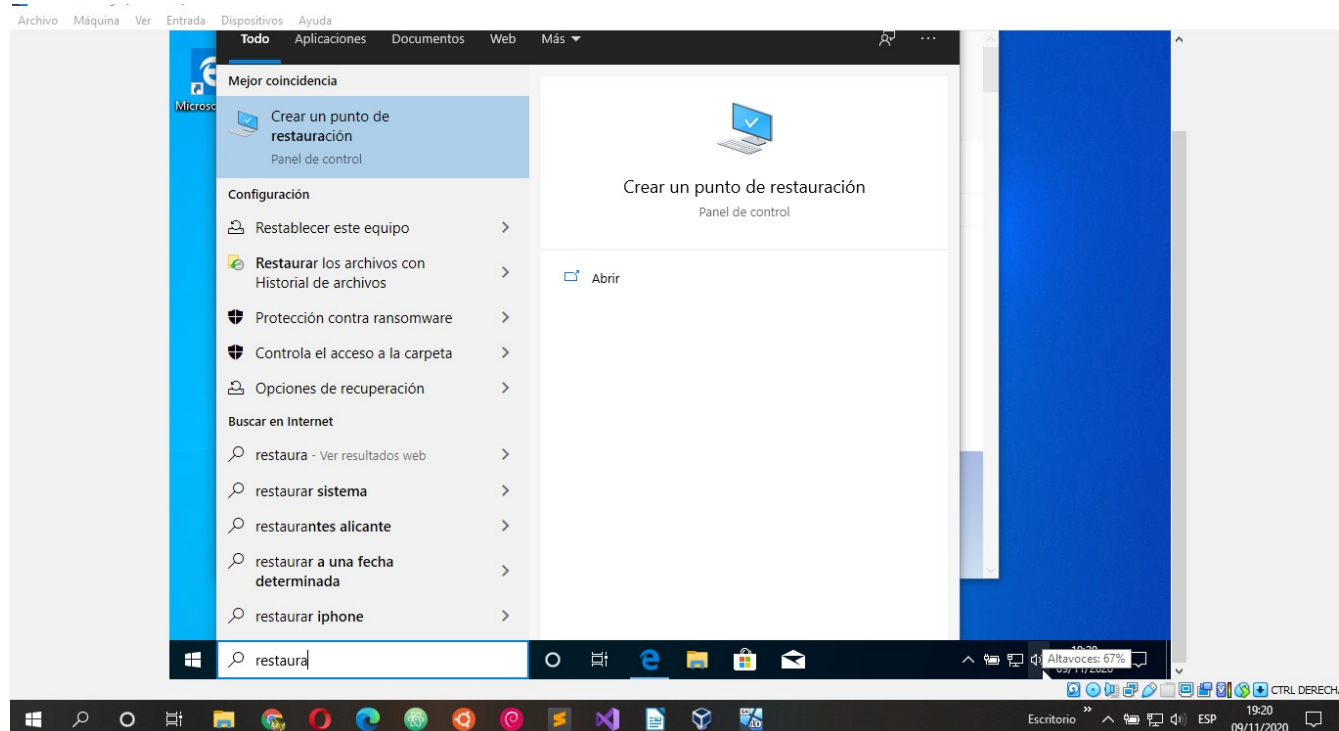 Archivo Máquina Ver Entrada Dispositivos Ayuda
Todo Aplicaciones Documentos Web Más
Mejor coincidencia
Microso
Crear un punto de
restauración
Panel de control
Configuración
Restablecer este equipo
Restaurar los archivos con
Historial de archivos
Protección contra ransomware
Controla el acceso a la carpeta
Opciones de recuperación
Buscar en Internet
restaura - Ver resultados web
restaurar sistema
restaurantes alicante
restaurar a una fecha
determinada
restaurar iphone
restaura
Crear un punto de restauración
Panel de control
Abrir
Altavoces: 67%
09/11/2020
CTRL DERECHA
Escritorio
ESP
19:20
09/11/2020